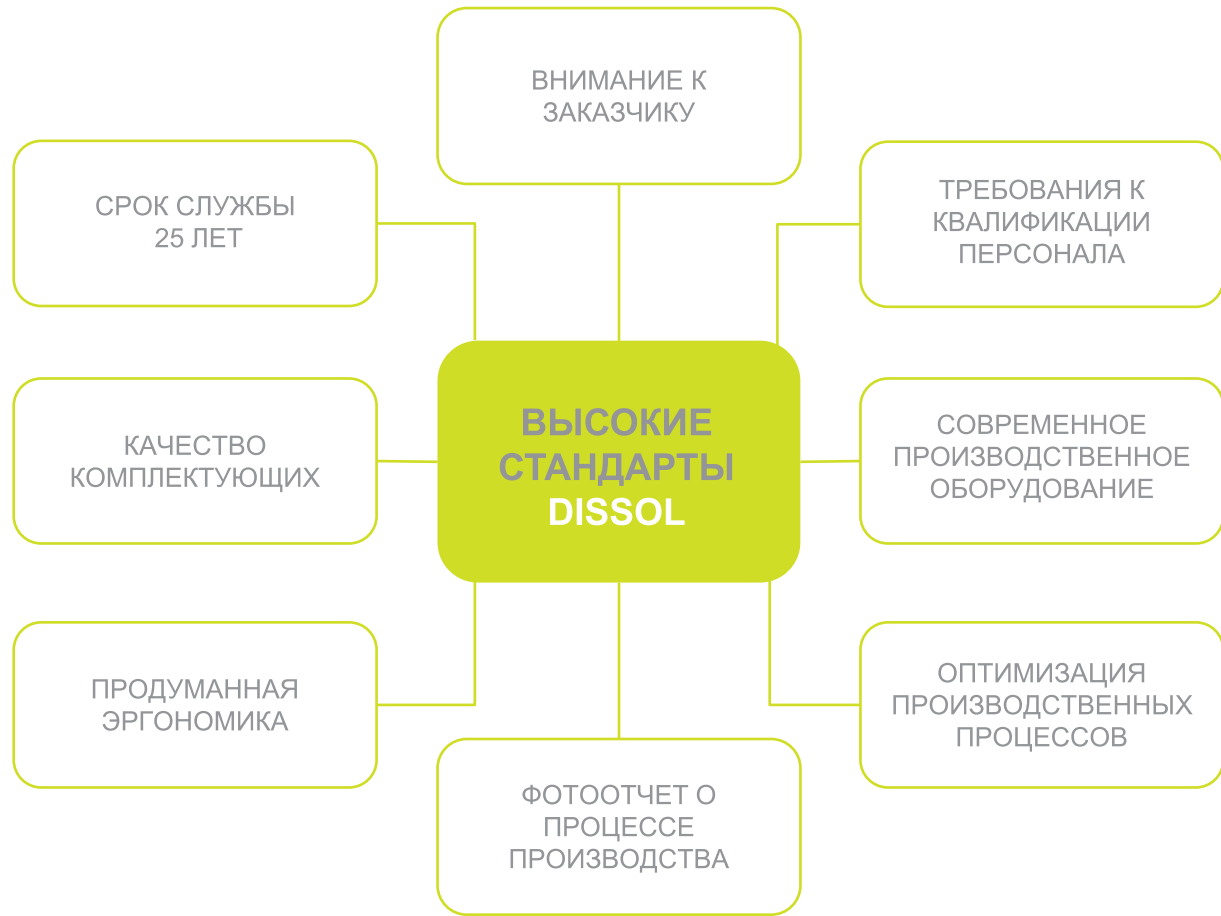 ВНИМАНИЕ К
ЗАКАЗЧИКУ
СРОК СЛУЖБЫ
25 ЛЕТ
ТРЕБОВАНИЯ К
КВАЛИФИКАЦИИ
ПЕРСОНАЛА
КАЧЕСТВО
КОМПЛЕКТУЮЩИХ
ВЫСОКИЕ
СТАНДАРТЫ
DISSOL
СОВРЕМЕННОЕ
ПРОИЗВОДСТВЕННОЕ
ОБОРУДОВАНИЕ
ПРОДУМАННАЯ
ЭРГОНОМИКА
ОПТИМИЗАЦИЯ
ПРОИЗВОДСТВЕННЫХ
ПРОЦЕССОВ
ФОТООТЧЕТ О
ПРОЦЕССЕ
ПРОИЗВОДСТВА